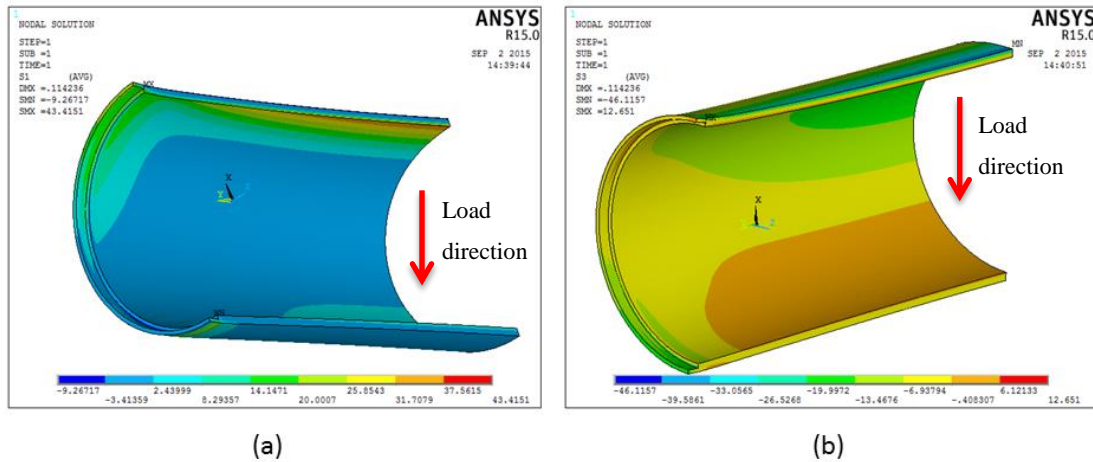 1
NODAL SOLUTION
STEP=1
SUB =1
TIME=1
S1 (AVG)
DMX =.114236
SMN =-9.26717
SMX =43.4151
ANSYS
R15.0
SEP 2 2015
14:39:44
MX
X
Y
Z
MN
Load
direction
-9.26717 2.43999 14.1471 25.8543 37.5615
-3.41359 8.29357 20.0007 31.7079 43.4151
(a)
1
NODAL SOLUTION
STEP=1
SUB =1
TIME=1
S3 (AVG)
DMX =.114236
SMN =-46.1157
SMX =12.651
ANSYS
R15.0
SEP 2 2015
14:40:51
MN
MX
X
Z
Load
direction
-46.1157 -33.0565 -19.9972 -6.93794 6.12133
-39.5861 -26.5268 -13.4676 -.408307 12.651
(b)